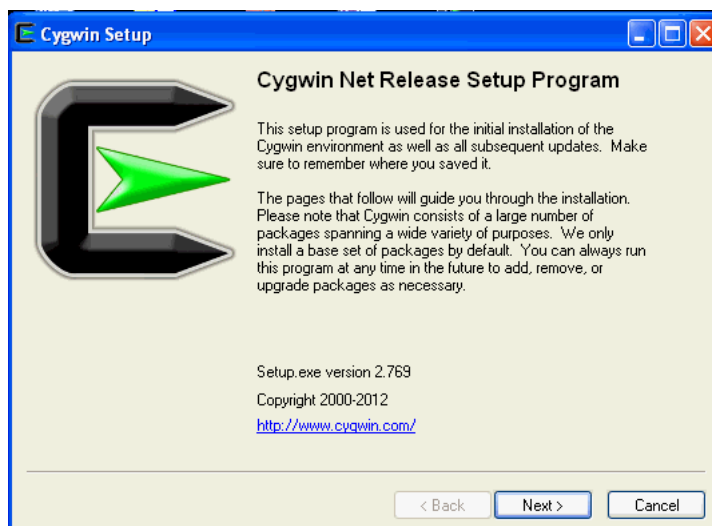 Cygwin Setup
Cygwin Net Release Setup Program
This setup program is used for the initial installation of the
Cygwin environment as well as all subsequent updates. Make
sure to remember where you saved it.
The pages that follow will guide you through the installation.
Please note that Cygwin consists of a large number of
packages spanning a wide variety of purposes. We only
install a base set of packages by default. You can always run
this program at any time in the future to add, remove, or
upgrade packages as necessary.
Setup.exe version 2.769
Copyright 2000-2012
http://www.cygwin.com/
< Back
Next >
Cancel